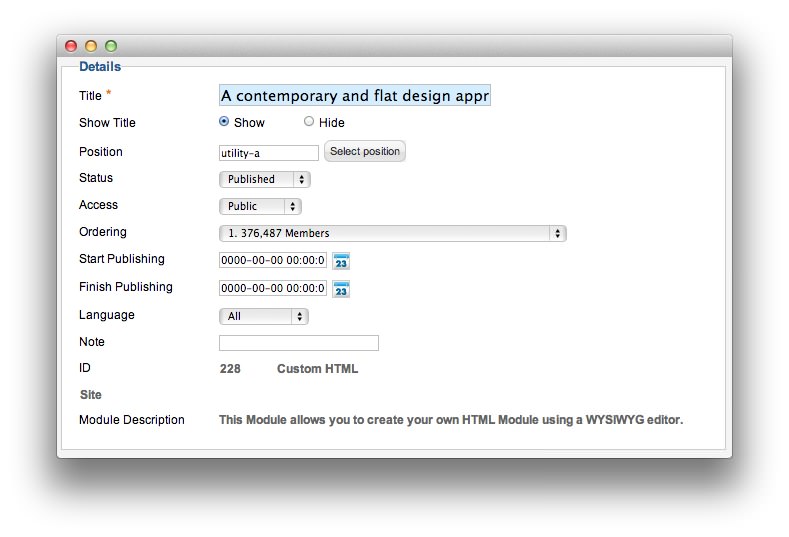 Details
Title * A contemporary and flat design appr
Show Title Show Hide
Position utility-a Select position
Status Published
Access Public
Ordering 1. 376,487 Members
Start Publishing 0000-00-00 00:00:0 23
Finish Publishing 0000-00-00 00:00:0 23
Language All
Note
ID 228 Custom HTML
Site
Module Description This Module allows you to create your own HTML Module using a WYSIWYG editor.